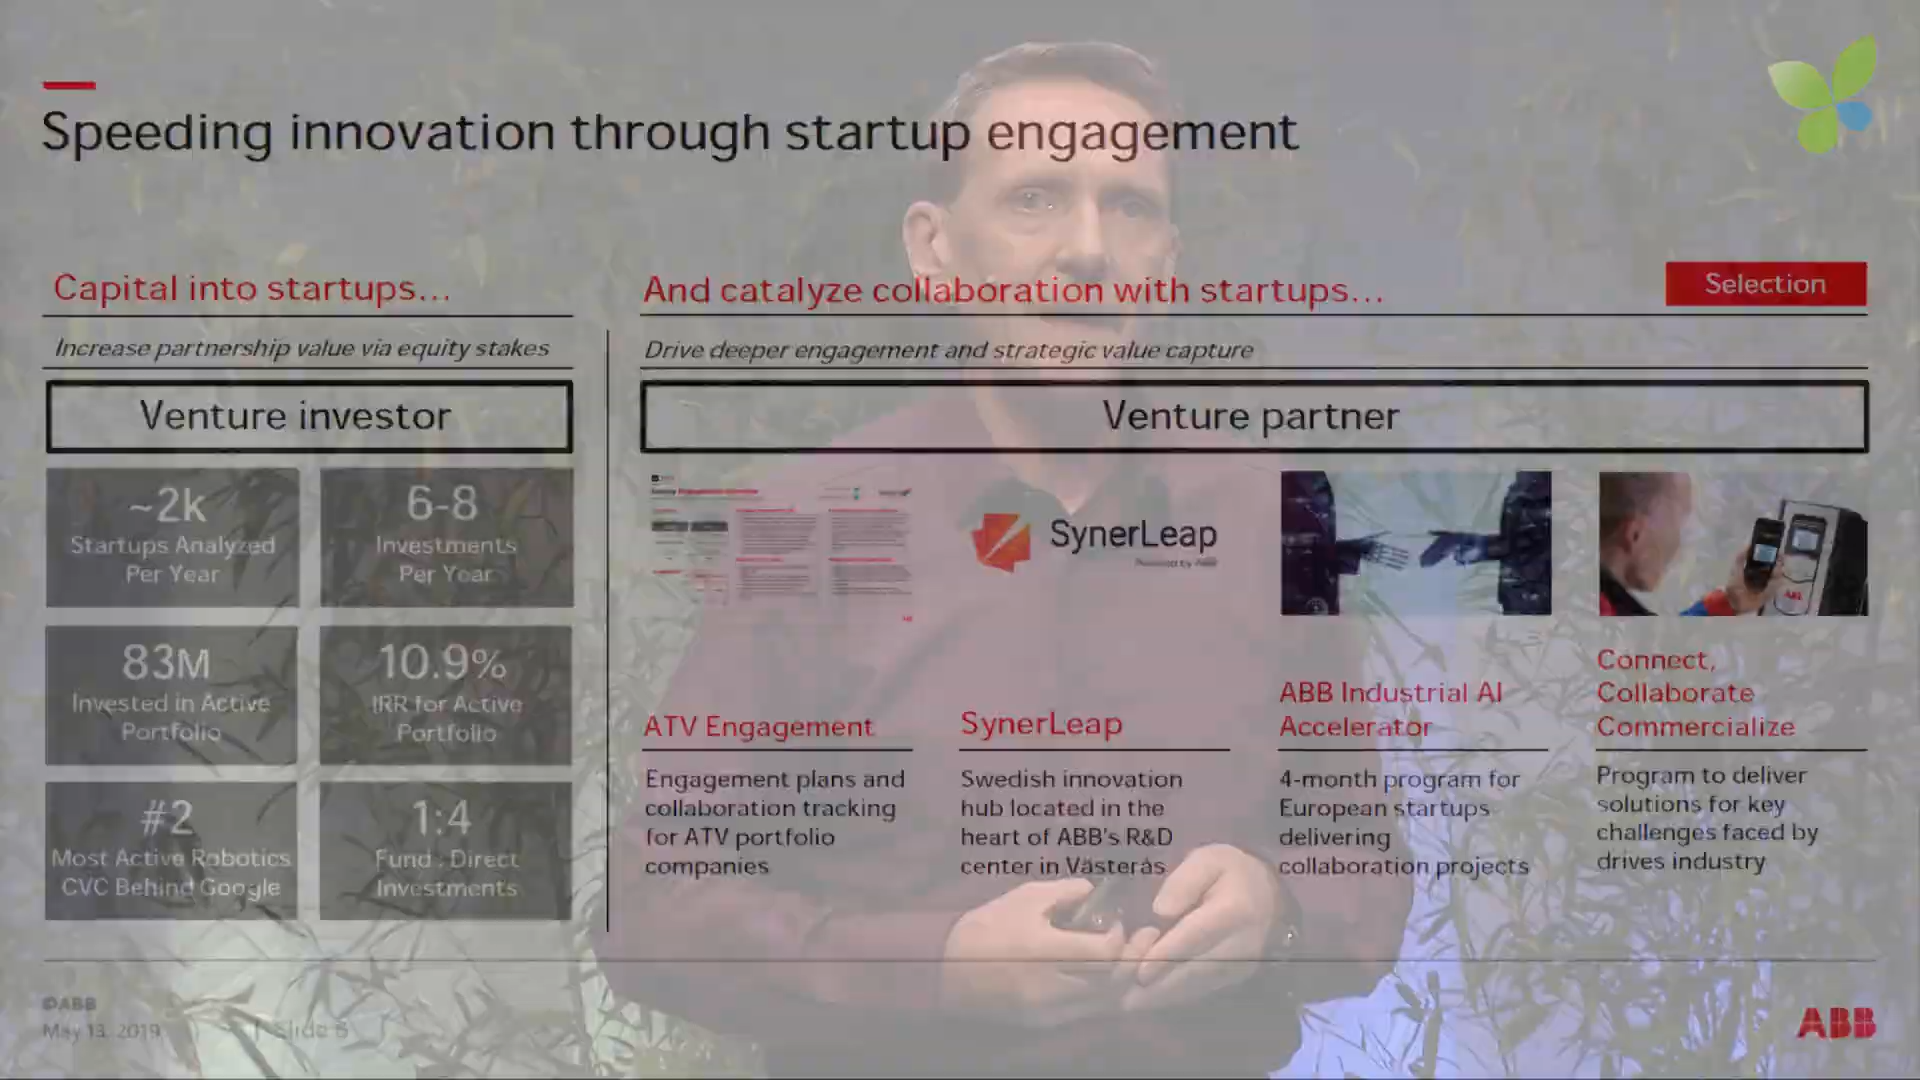 Speeding innovation through startup engagement
Capital into startups...
Increase partnership value via equity stakes
Venture investor
~2k
Startups Analyzed
Per Year
6-8
Investments
Per Year
83M
Invested in Active
Portfolio
10.9%
IRR for Active
Portfolio
#2
Most Active Robotics
CVC Behind Google
1:4
Fund : Direct
Investments
And catalyze collaboration with startups...
Selection
Drive deeper engagement and strategic value capture
Venture partner
SynerLeap
Powered by ABB
ABB
ATV Engagement
Engagement plans and
collaboration tracking
for ATV portfolio
companies
SynerLeap
Swedish innovation
hub located in the
heart of ABB's R&D
center in Västerås
ABB Industrial AI
Accelerator
4-month program for
European startups
delivering
collaboration projects
Connect,
Collaborate
Commercialize
Program to deliver
solutions for key
challenges faced by
drives industry
©ABB
May 13, 2019
Slide 5
ABB